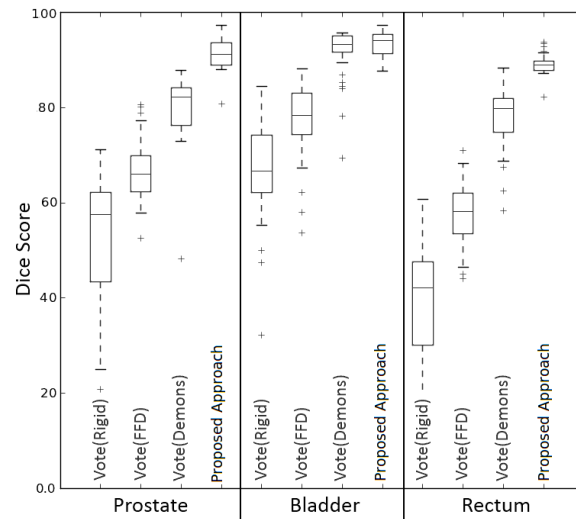 100
80
60
40
20
0.0
Dice Score
Vote(Rigid)
Vote(FFD)
Vote(Demons)
Proposed Approach
Vote(Rigid)
Vote(FFD)
Vote(Demons)
Proposed Approach
Vote(Rigid)
Vote(FFD)
Vote(Demons)
Proposed Approach
Prostate
Bladder
Rectum